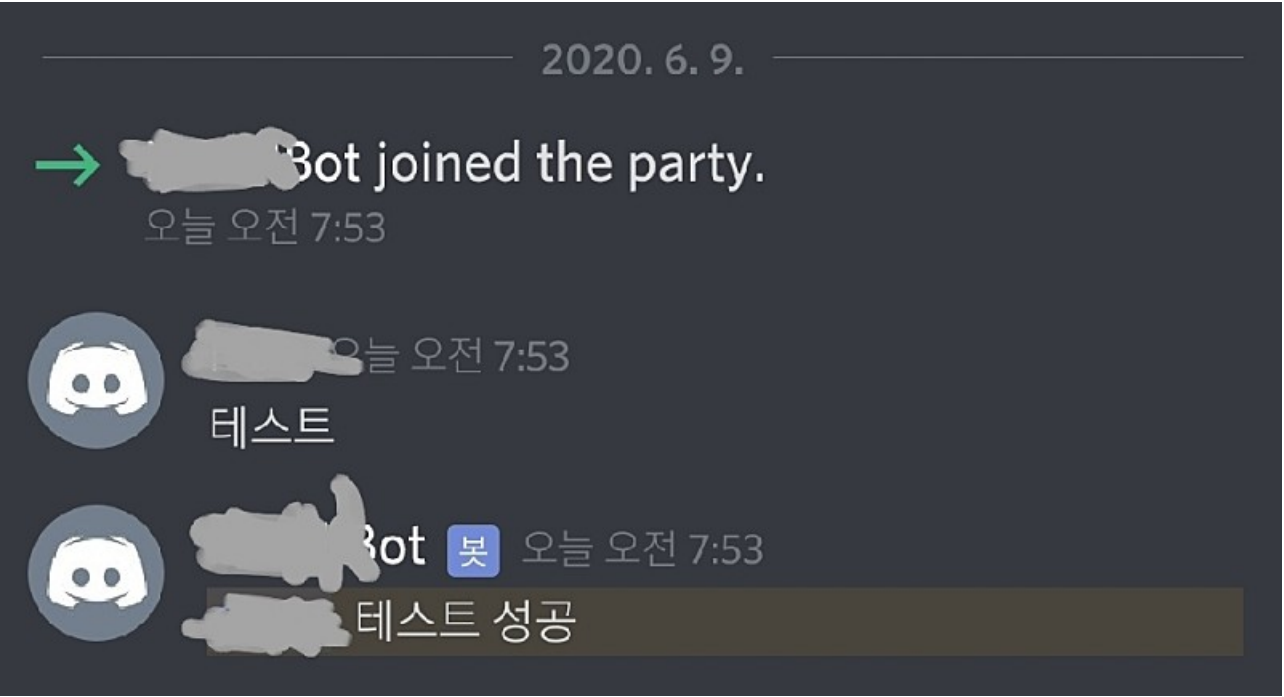 2020. 6. 9.
Bot joined the party.
오늘 오전 7:53
오늘 오전 7:53
테스트
Bot 봇 오늘 오전 7:53
테스트 성공